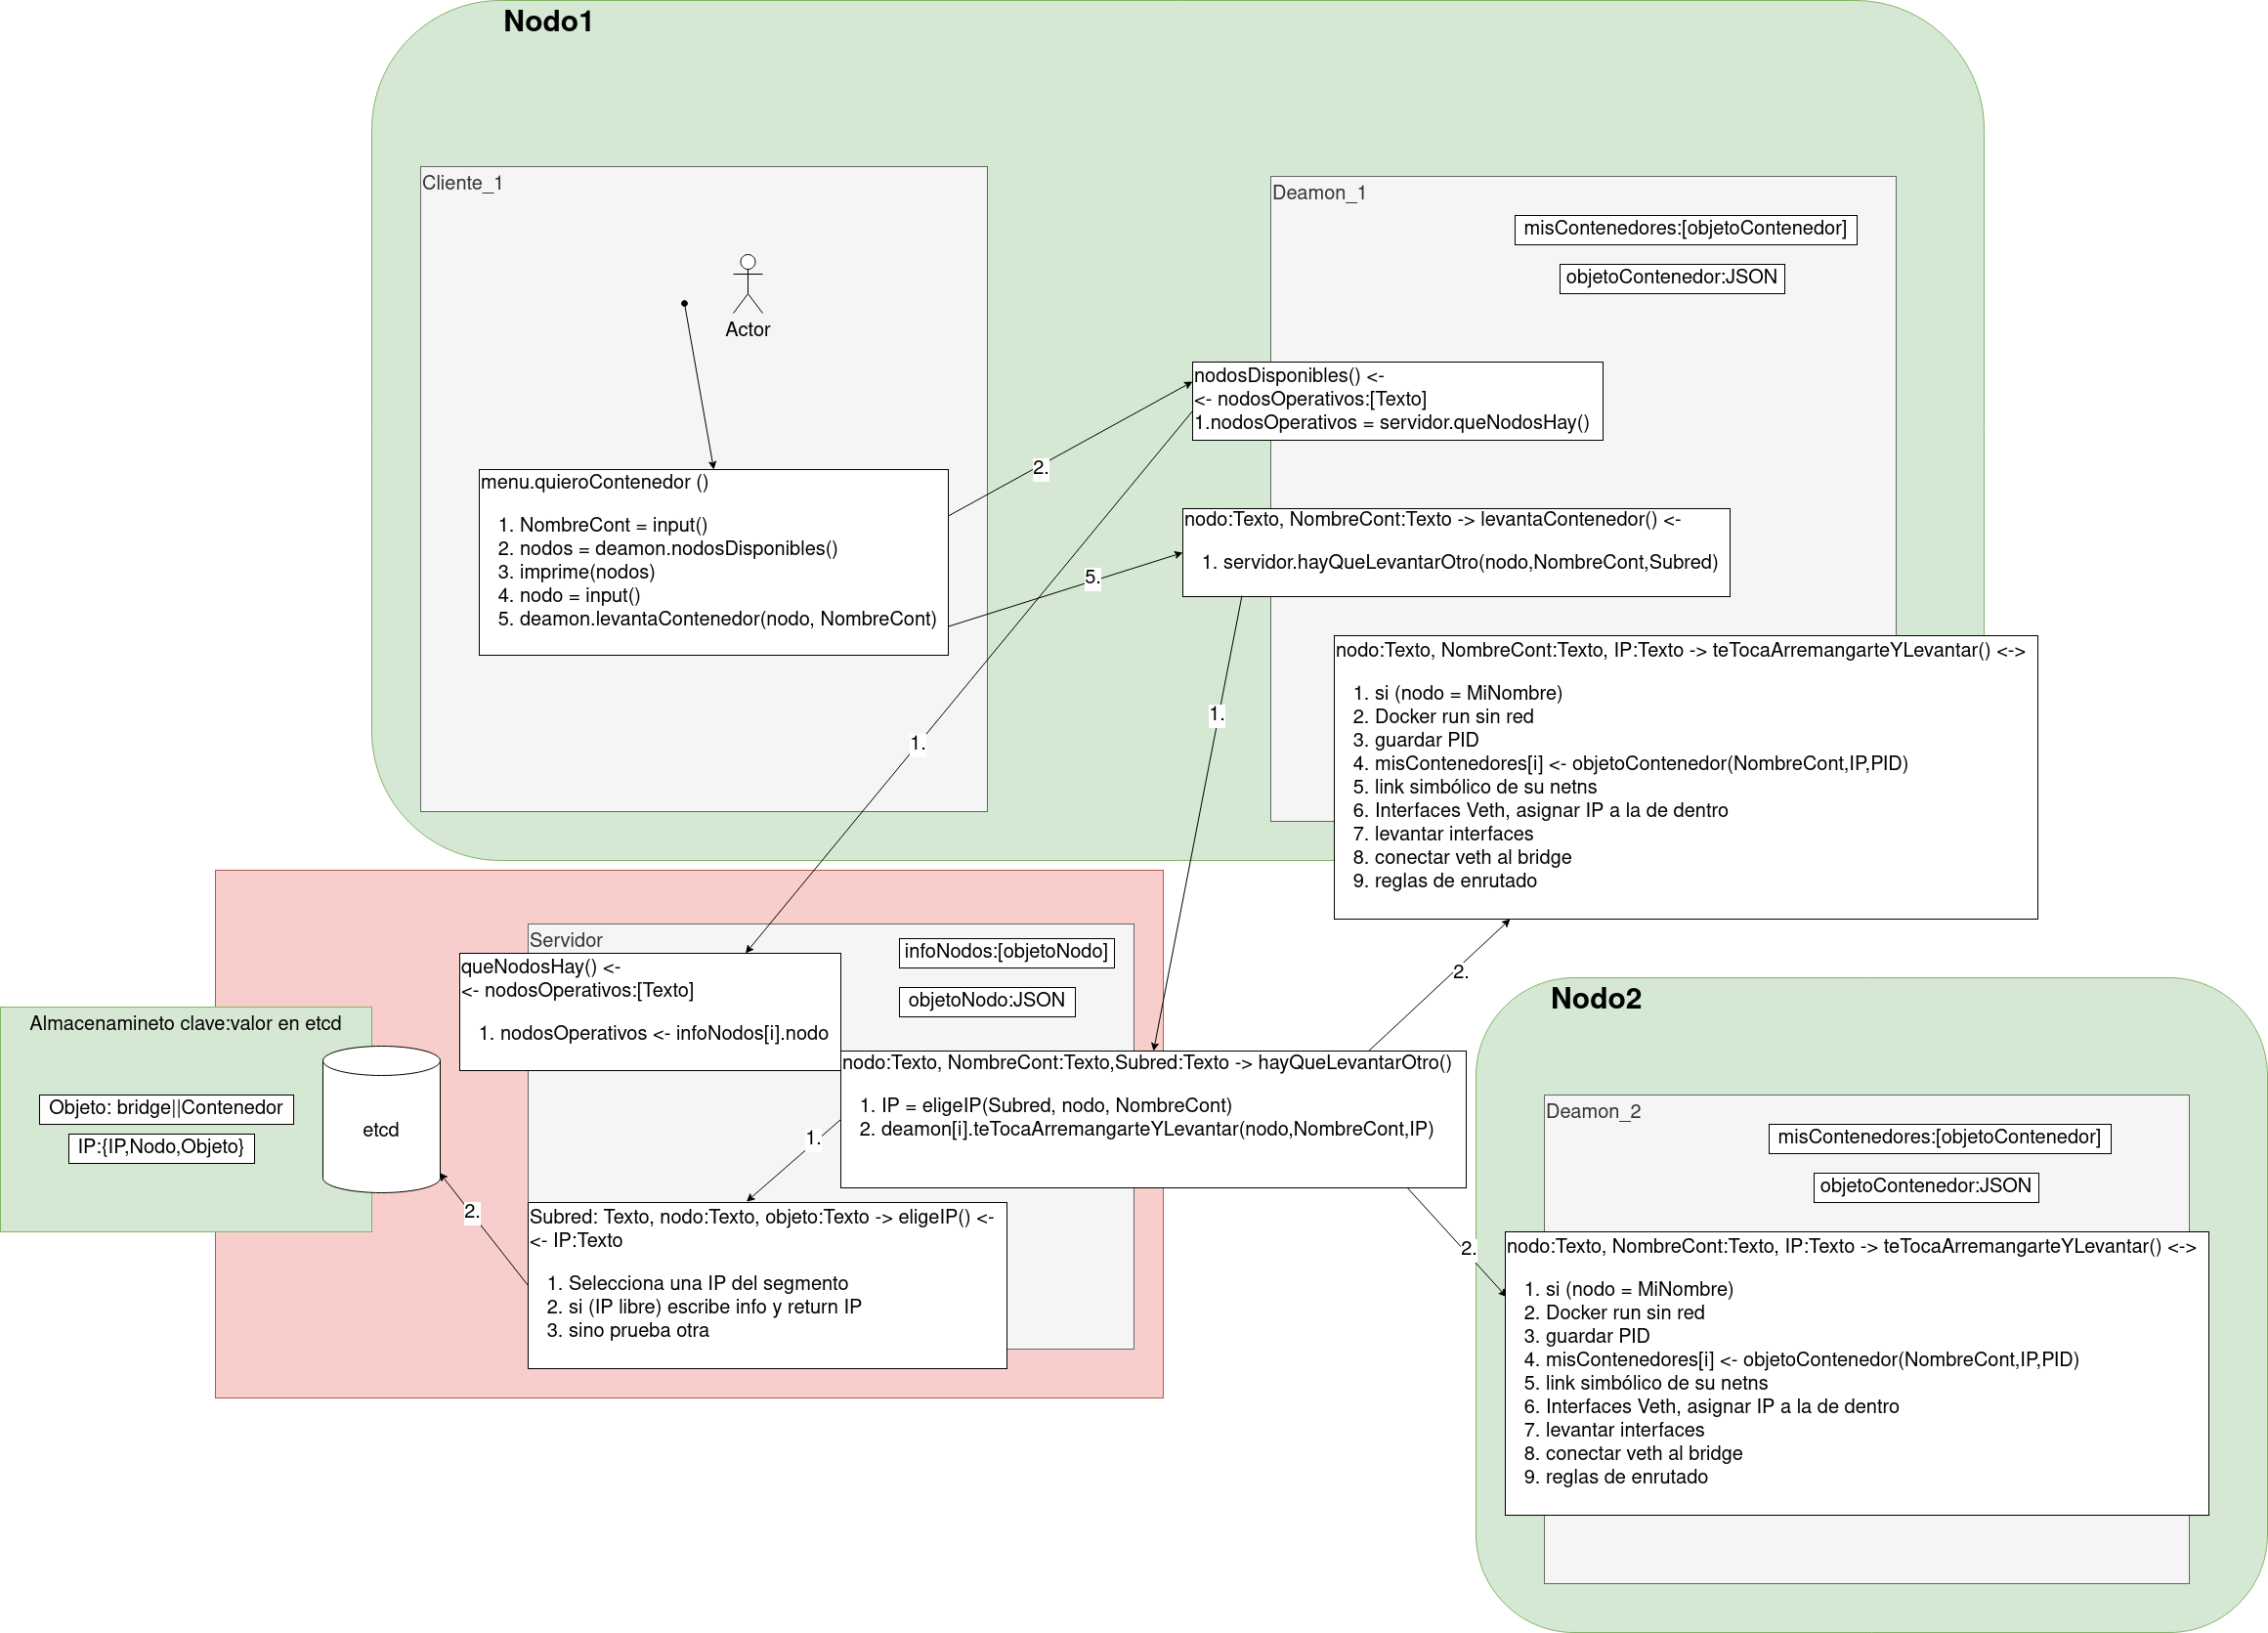 Nodo1
Cliente_1
Actor
menu.quieroContenedor ()
1. NombreCont = input()
2. nodos = deamon.nodosDisponibles()
3. imprime(nodos)
4. nodo = input()
5. deamon.levantaContenedor(nodo, NombreCont)
2.
5.
1.
1.
Deamon_1
misContenedores:[objetoContenedor]
objetoContenedor:JSON
nodosDisponibles() <-
<- nodosOperativos:[Texto]
1.nodosOperativos = servidor.queNodosHay()
nodo:Texto, NombreCont:Texto -> levantaContenedor() <-
1. servidor.hayQueLevantarOtro(nodo,NombreCont,Subred)
nodo:Texto, NombreCont:Texto, IP:Texto -> teTocaArremangarteYLevantar() <->
1. si (nodo = MiNombre)
2. Docker run sin red
3. guardar PID
4. misContenedores[i] <- objetoContenedor(NombreCont,IP,PID)
5. link simbólico de su netns
6. Interfaces Veth, asignar IP a la de dentro
7. levantar interfaces
8. conectar veth al bridge
9. reglas de enrutado
Servidor
infoNodos:[objetoNodo]
objetoNodo:JSON
queNodosHay() <-
<- nodosOperativos:[Texto]
1. nodosOperativos <- infoNodos[i].nodo
nodo:Texto, NombreCont:Texto,Subred:Texto -> hayQueLevantarOtro()
1. IP = eligeIP(Subred, nodo, NombreCont)
2. deamon[i].teTocaArremangarteYLevantar(nodo,NombreCont,IP)
2.
1.
2.
2.
Almacenamineto clave:valor en etcd
Objeto: bridge||Contenedor
IP:{IP,Nodo,Objeto}
etcd
Subred: Texto, nodo:Texto, objeto:Texto -> eligeIP() <-
<- IP:Texto
1. Selecciona una IP del segmento
2. si (IP libre) escribe info y return IP
3. sino prueba otra
Nodo2
Deamon_2
misContenedores:[objetoContenedor]
objetoContenedor:JSON
nodo:Texto, NombreCont:Texto, IP:Texto -> teTocaArremangarteYLevantar() <->
1. si (nodo = MiNombre)
2. Docker run sin red
3. guardar PID
4. misContenedores[i] <- objetoContenedor(NombreCont,IP,PID)
5. link simbólico de su netns
6. Interfaces Veth, asignar IP a la de dentro
7. levantar interfaces
8. conectar veth al bridge
9. reglas de enrutado